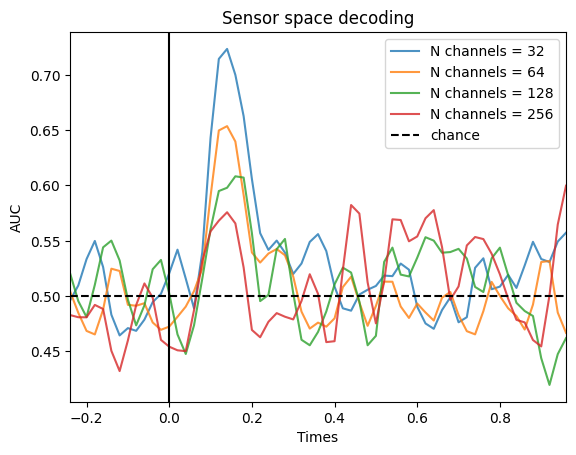 Sensor space decoding
N channels = 32
N channels = 64
N channels = 128
N channels = 256
chance
AUC
0.70
0.65
0.60
0.55
0.50
0.45
−0.2 0.0 0.2 0.4 0.6 0.8
Times